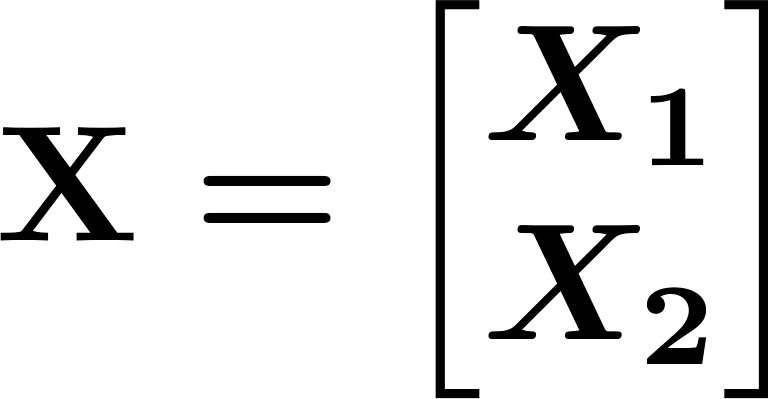 X = [X₁
X₂]